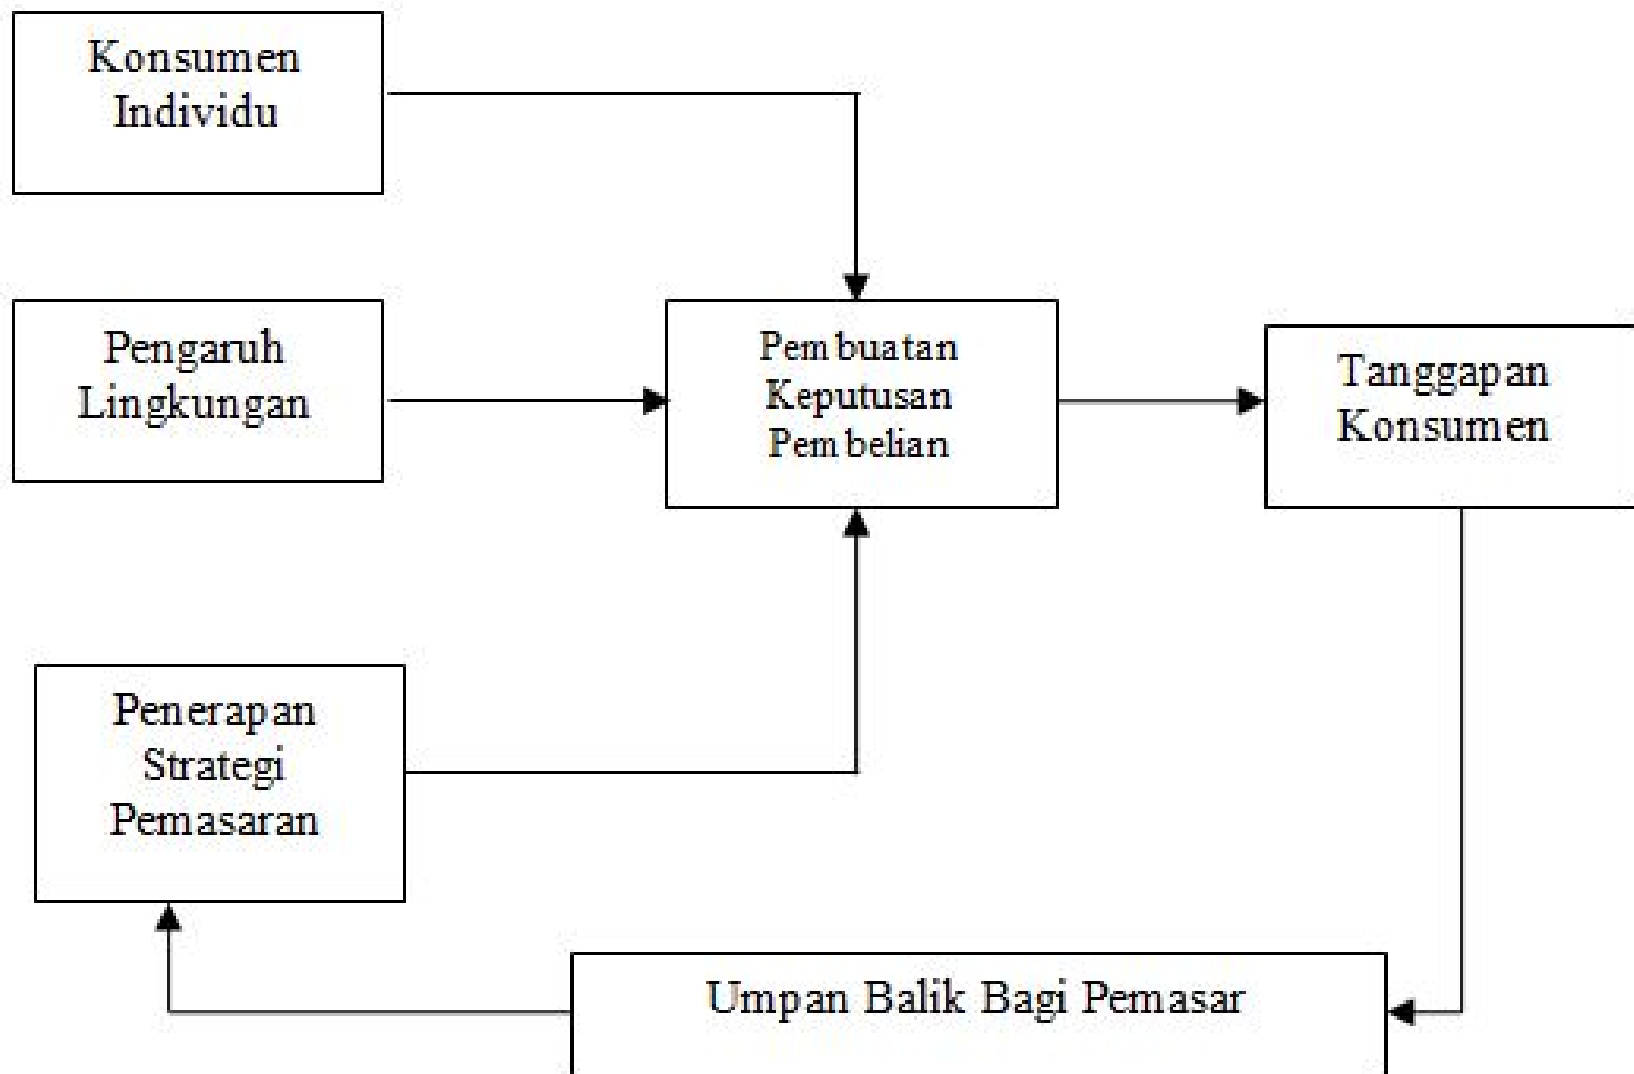 Konsumen
Individu
Pengaruh
Lingkungan
Pembuatan
Keputusan
Pembelian
Tanggapan
Konsumen
Penerapan
Strategi
Pemasaran
Umpan Balik Bagi Pemasar